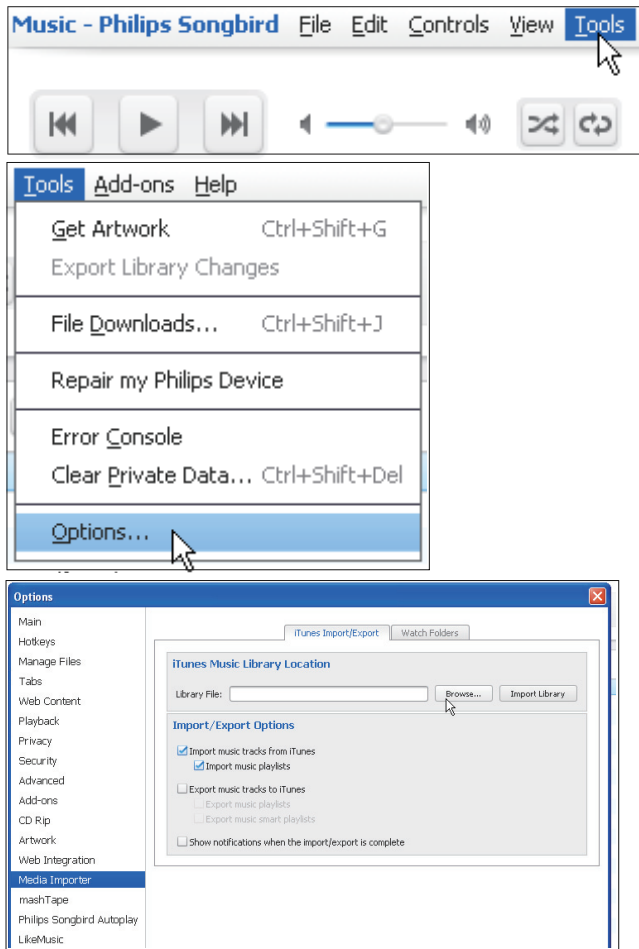 Music - Philips Songbird File Edit Controls View Tools
Tools Add-ons Help
Get Artwork Ctrl+Shift+G
Export Library Changes
File Downloads... Ctrl+Shift+J
Repair my Philips Device
Error Console
Clear Private Data... Ctrl+Shift+Del
Options...
Options
Main
Hotkeys
Manage Files
Tabs
Web Content
Playback
Privacy
Security
Advanced
Add-ons
CD Rip
Artwork
Web Integration
Media Importer
mashTape
Philips Songbird Autoplay
LikeMusic
iTunes Import/Export Watch Folders
iTunes Music Library Location
Library File: Browse... Import Library
Import/Export Options
Import music tracks from iTunes
Import music playlists
Export music tracks to iTunes
Export music playlists
Export music smart playlists
Show notifications when the import/export is complete